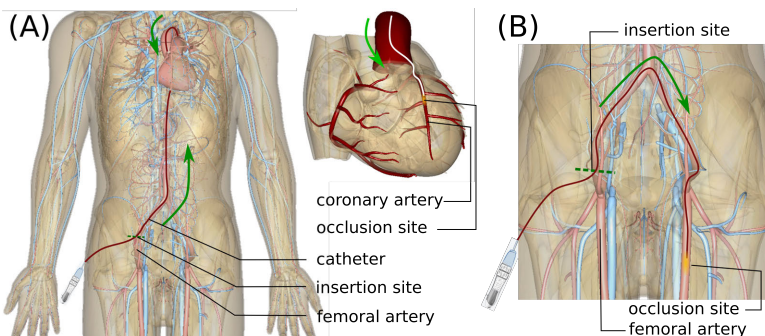 (A)
coronary artery
occlusion site
catheter
insertion site
femoral artery
(B)
insertion site
occlusion site
femoral artery